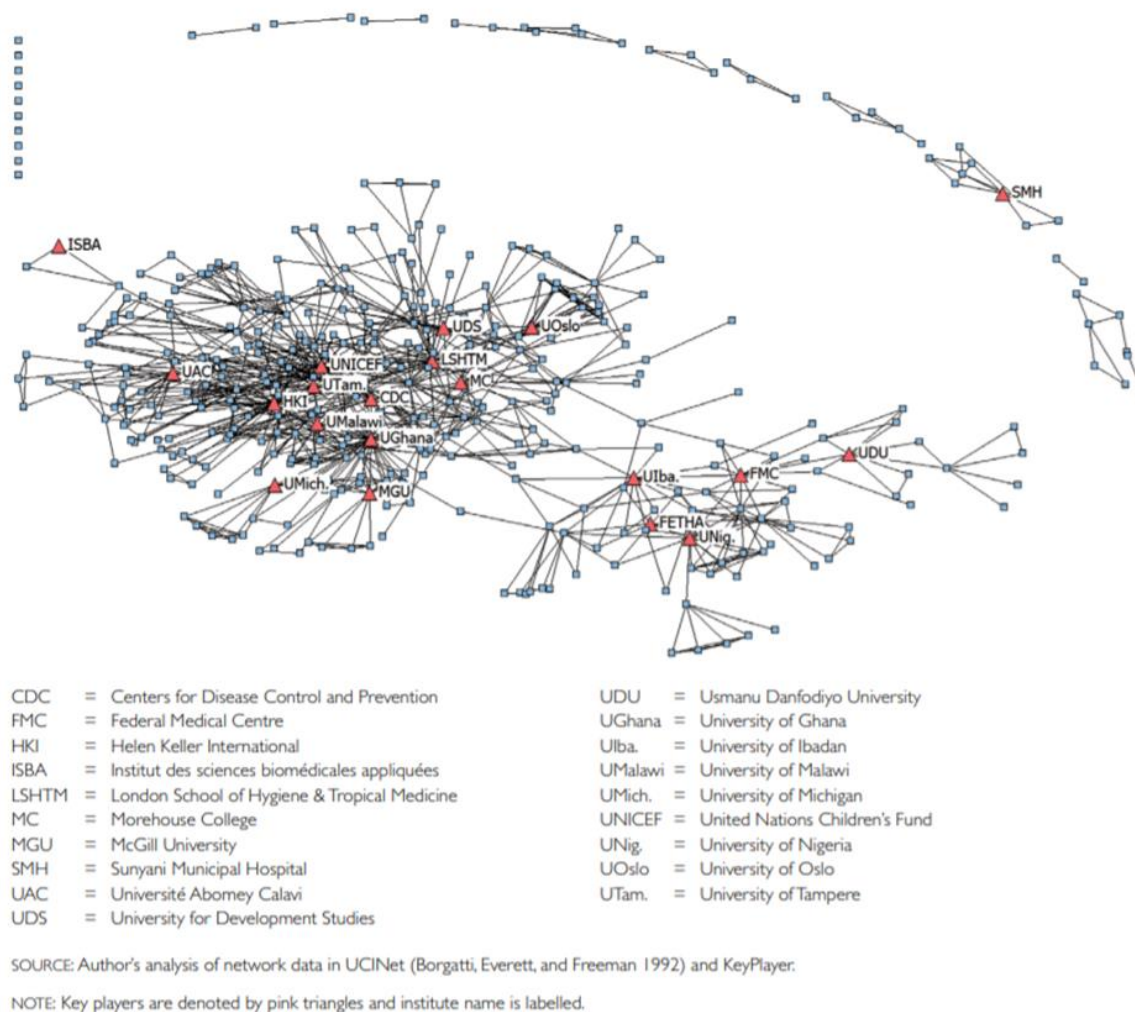 SMH
ISBA
UDS
UOslo
LSHTM
UNICEF
UAC
MC
UTam.
CDC
HKI
UMalawi
UGhana
UDU
UIba.
FMC
UMich.
MGU
FETHA
UNig.
CDC = Centers for Disease Control and Prevention
FMC = Federal Medical Centre
HKI = Helen Keller International
ISBA = Institut des sciences biomédicales appliquées
LSHTM = London School of Hygiene & Tropical Medicine
MC = Morehouse College
MGU = McGill University
SMH = Sunyani Municipal Hospital
UAC = Université Abomey Calavi
UDS = University for Development Studies
UDU = Usmanu Danfodiyo University
UGhana = University of Ghana
UIba. = University of Ibadan
UMalawi = University of Malawi
UMich. = University of Michigan
UNICEF = United Nations Children's Fund
UNig. = University of Nigeria
UOslo = University of Oslo
UTam. = University of Tampere
SOURCE: Author's analysis of network data in UCINet (Borgatti, Everett, and Freeman 1992) and KeyPlayer.
NOTE: Key players are denoted by pink triangles and institute name is labelled.